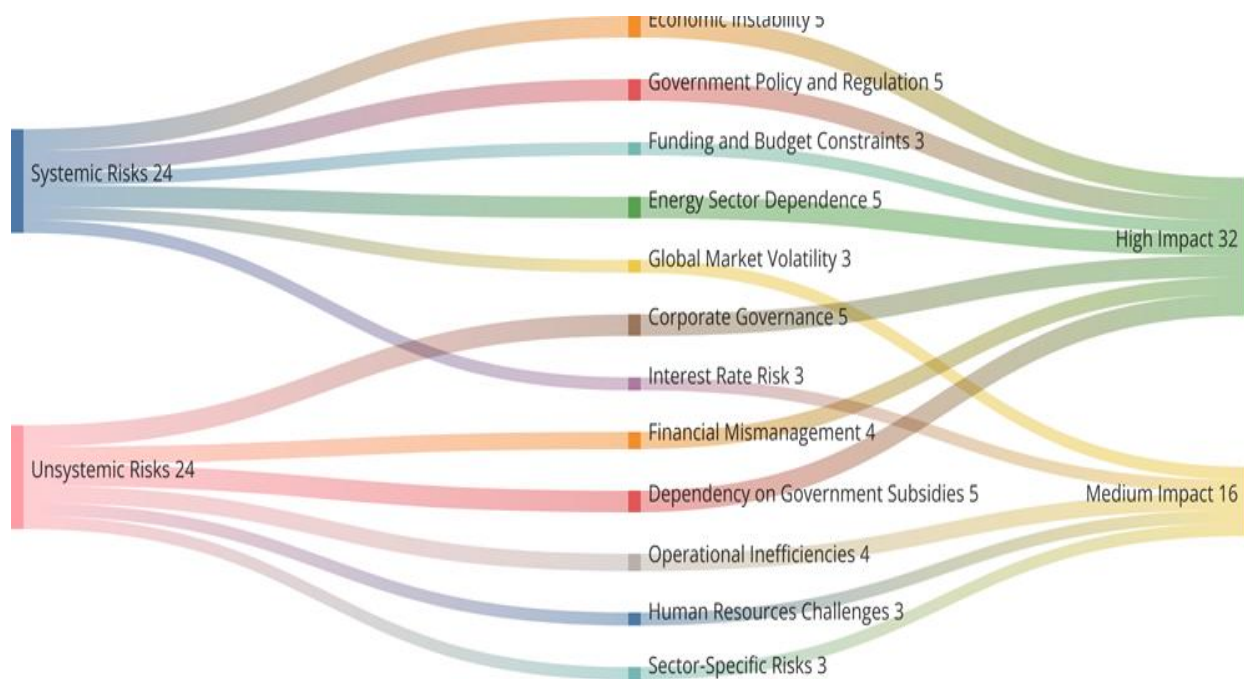 Economic Instability 5
Government Policy and Regulation 5
Funding and Budget Constraints 3
Systemic Risks 24
Energy Sector Dependence 5
High Impact 32
Global Market Volatility 3
Corporate Governance 5
Interest Rate Risk 3
Financial Mismanagement 4
Unsystemic Risks 24
Dependency on Government Subsidies 5
Medium Impact 16
Operational Inefficiencies 4
Human Resources Challenges 3
Sector-Specific Risks 3